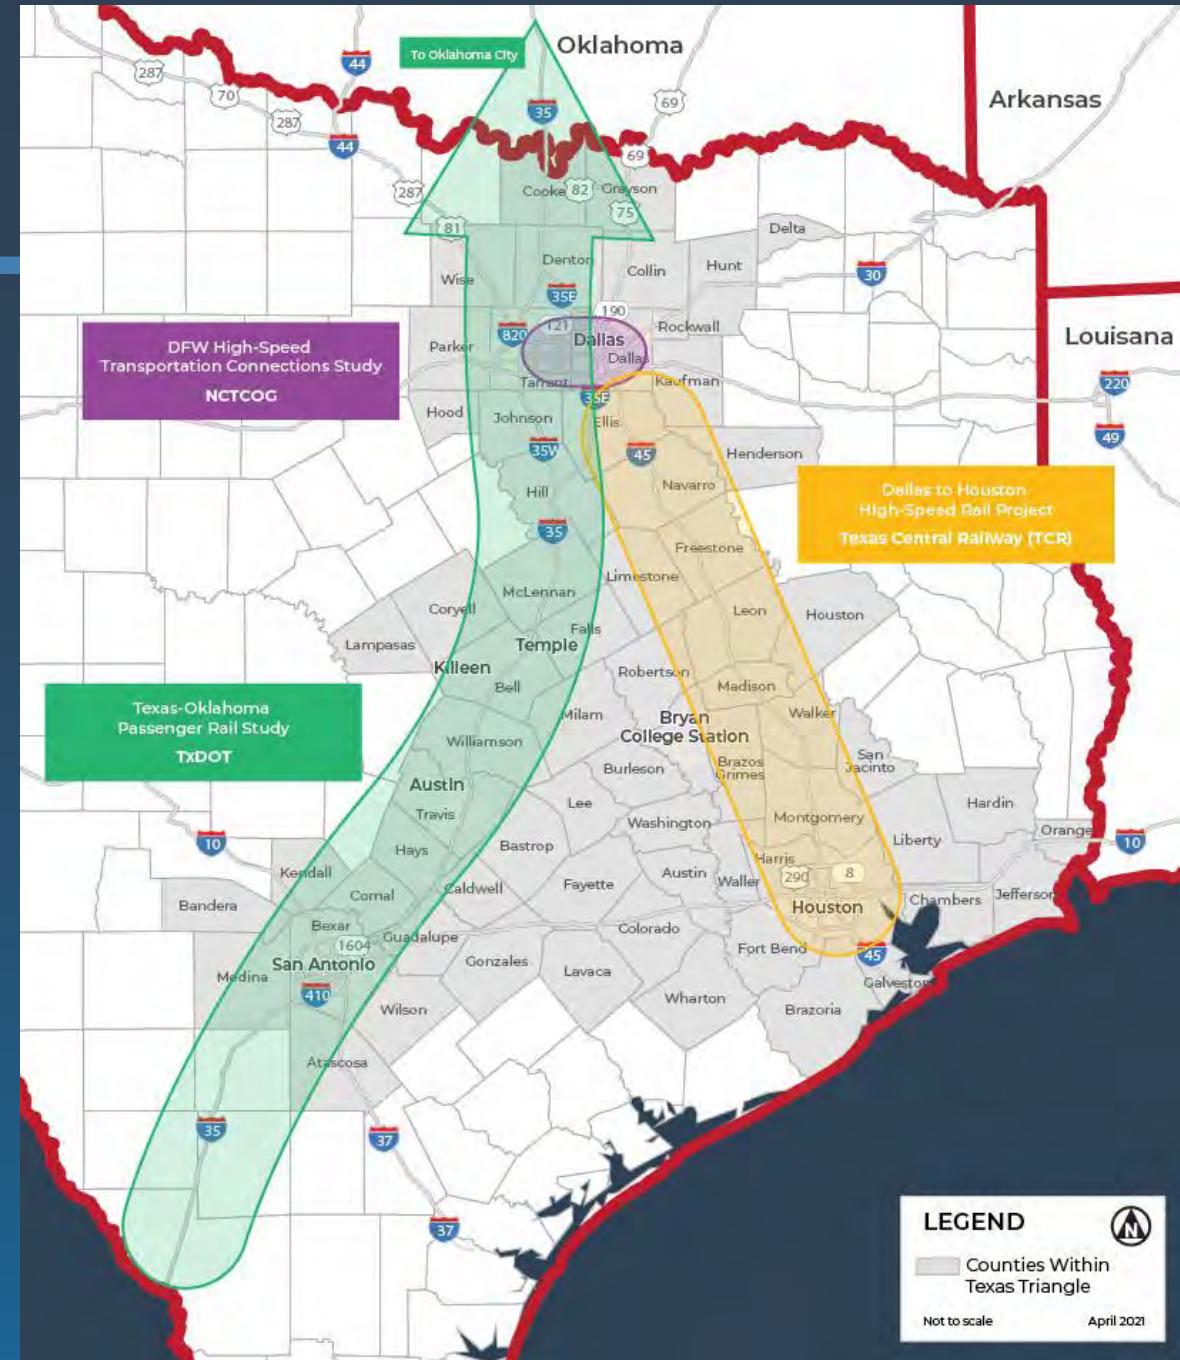 To Oklahoma City
Oklahoma
Arkansas
Louisana
44
287
70
287
44
35
69
69
287
Cooke
82
Grayson
75
81
Delta
Wise
Denton
Collin
Hunt
30
35E
190
121
820
Dallas
Rockwall
Parker
Dallas
Tarrant
Kaufman
35E
220
49
DFW High-Speed
Transportation Connections Study
NCTCOG
Hood
Johnson
Ellis
35W
45
Henderson
Hill
Navarro
35
Dallas to Houston
High-Speed Rail Project
Texas Central Railway (TCR)
Freestone
Limestone
McLennan
Coryell
Leon
Houston
Falls
Lampasas
Temple
Killeen
Robertson
Bell
Madison
Milam
Bryan
College Station
Walker
Texas-Oklahoma
Passenger Rail Study
TxDOT
Williamson
Burleson
Brazos
Grimes
San
Jacinto
Austin
Lee
Travis
Washington
Montgomery
Hardin
Liberty
Orange
10
10
Hays
Bastrop
Harris
Kendall
Austin
Waller
290
8
Comal
Caldwell
Fayette
Bandera
Houston
Chambers
Jefferson
Bexar
1604
Guadalupe
Colorado
Fort Bend
45
San Antonio
Gonzales
Medina
Lavaca
Galveston
410
Wilson
Wharton
Brazoria
Atascosa
35
37
37
LEGEND
N
Counties Within
Texas Triangle
Not to scale
April 2021